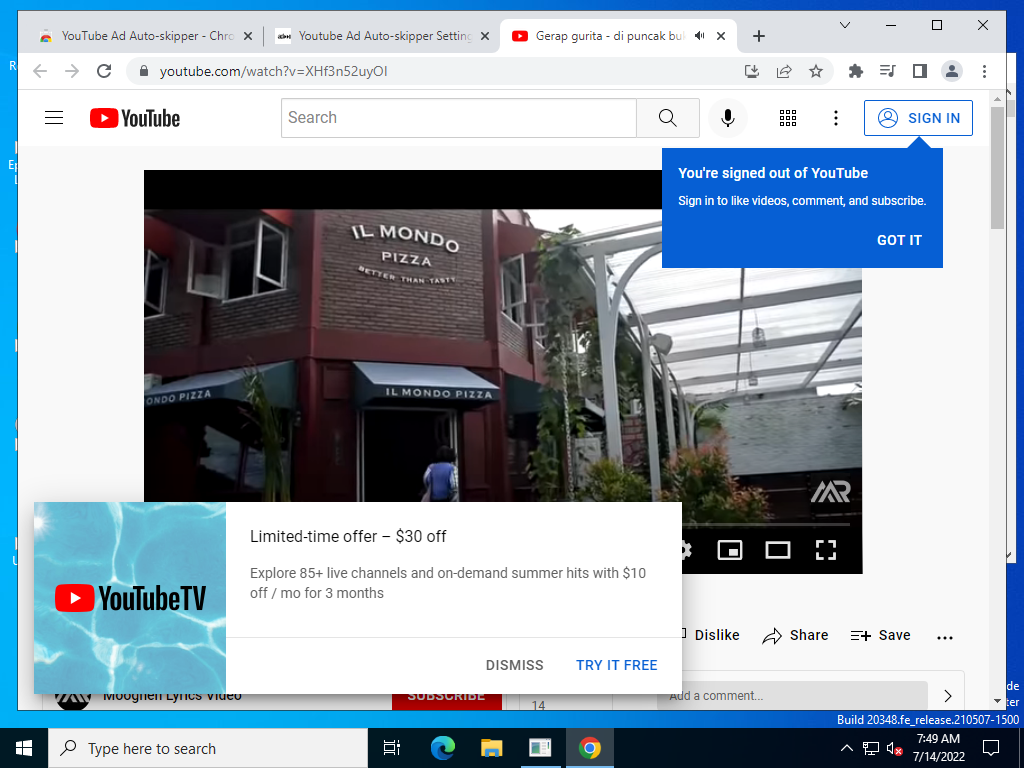 YouTube Ad Auto-skipper - Chro
Youtube Ad Auto-skipper Setting
Gerap gurita - di puncak buk
youtube.com/watch?v=XHf3n52uyOI
YouTube
Search
SIGN IN
You're signed out of YouTube
Sign in to like videos, comment, and subscribe.
GOT IT
IL MONDO
PIZZA
BETTER THAN TASTY
ONDO PIZZA
IL MONDO PIZZA
Limited-time offer – $30 off
Explore 85+ live channels and on-demand summer hits with $10
off / mo for 3 months
YouTubeTV
DISMISS
TRY IT FREE
Dislike
Share
Save
Mooghen Lyrics Video
SUBSCRIBE
14
Add a comment...
Build 20348.fe_release.210507-1500
Type here to search
7:49 AM
7/14/2022